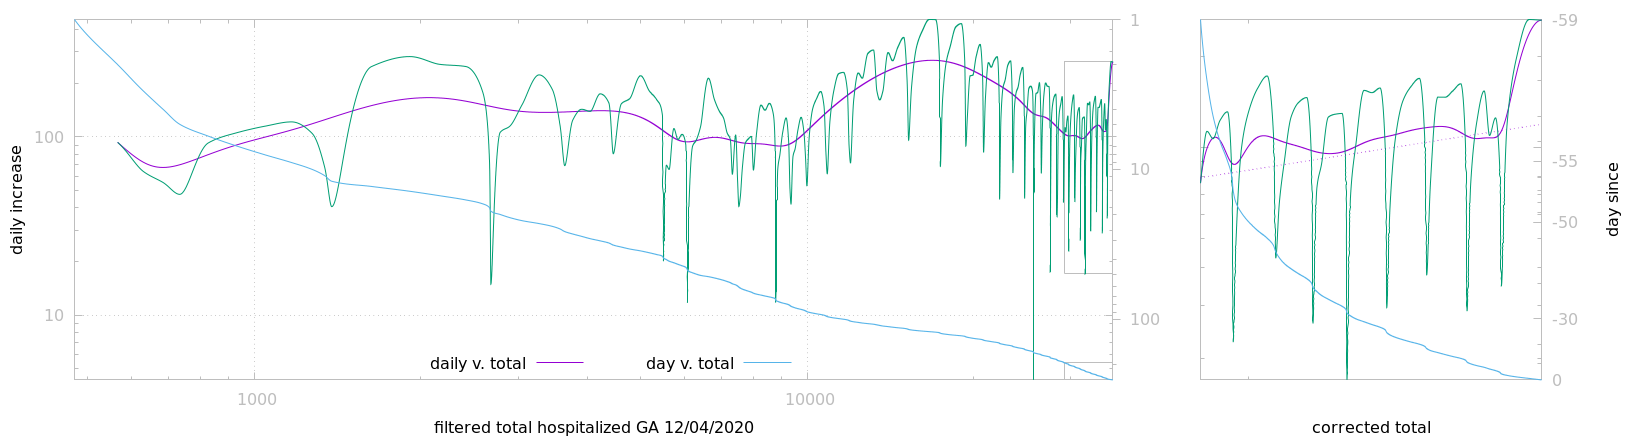 1
-59
100
daily increase
10
-55
-50
day since
10
100
-30
daily v. total
day v. total
0
1000
10000
filtered total hospitalized GA 12/04/2020
corrected total